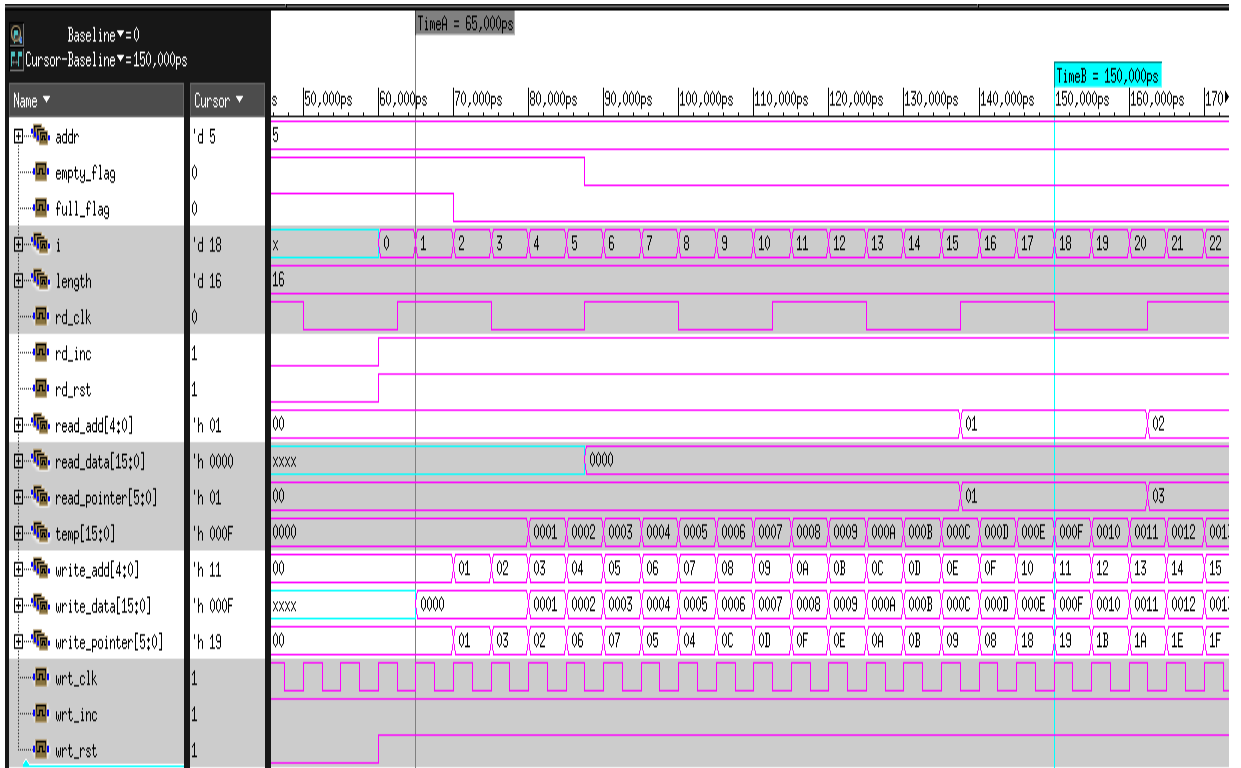 TimeA = 65,000ps
Baseline▼=0
Cursor-Baseline▼=150,000ps
TimeB = 150,000ps
Name ▼ Cursor ▼ s 50,000ps 60,000ps 70,000ps 80,000ps 90,000ps 100,000ps 110,000ps 120,000ps 130,000ps 140,000ps 150,000ps 160,000ps 170
addr 'd 5 5
empty_flag 0
full_flag 0
i 'd 18 x 0 1 2 3 4 5 6 7 8 9 10 11 12 13 14 15 16 17 18 19 20 21 22
length 'd 16 16
rd_clk 0
rd_inc 1
rd_rst 1
read_add[4:0] 'h 01 00 01 02
read_data[15:0] 'h 0000 xxxx 0000
read_pointer[5:0] 'h 01 00 01 03
temp[15:0] 'h 000F 0000 0001 0002 0003 0004 0005 0006 0007 0008 0009 000A 000B 000C 000D 000E 000F 0010 0011 0012 001
write_add[4:0] 'h 11 00 01 02 03 04 05 06 07 08 09 0A 0B 0C 0D 0E 0F 10 11 12 13 14 15
write_data[15:0] 'h 000F xxxx 0000 0001 0002 0003 0004 0005 0006 0007 0008 0009 000A 000B 000C 000D 000E 000F 0010 0011 0012 001
write_pointer[5:0] 'h 19 00 01 03 02 06 07 05 04 0C 0D 0F 0E 0A 0B 09 08 18 19 1B 1A 1E 1F
wrt_clk 1
wrt_inc 1
wrt_rst 1